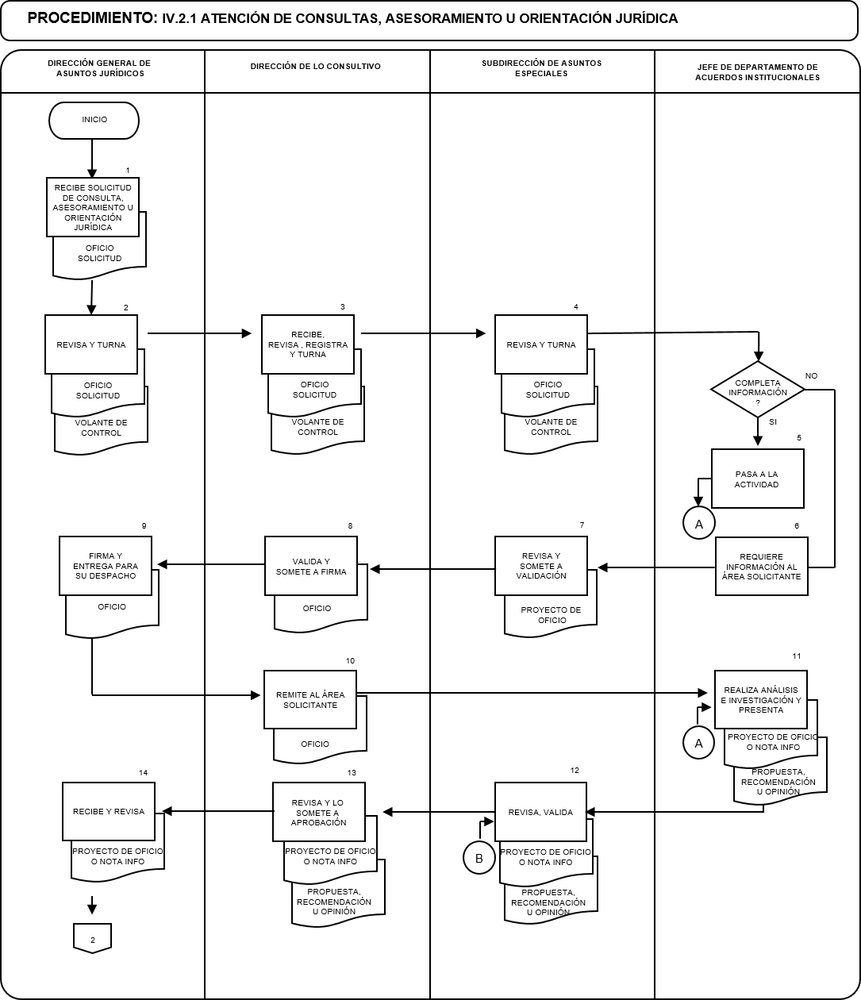 PROCEDIMIENTO: IV.2.1 ATENCIÓN DE CONSULTAS, ASESORAMIENTO U ORIENTACIÓN JURÍDICA
DIRECCIÓN GENERAL DE
ASUNTOS JURÍDICOS
DIRECCIÓN DE LO CONSULTIVO
SUBDIRECCIÓN DE ASUNTOS
ESPECIALES
JEFE DE DEPARTAMENTO DE
ACUERDOS INSTITUCIONALES
INICIO
1
RECIBE SOLICITUD
DE CONSULTA,
ASESORAMIENTO U
ORIENTACIÓN
JURÍDICA
OFICIO
SOLICITUD
2
REVISA Y TURNA
OFICIO
SOLICITUD
VOLANTE DE
CONTROL
3
RECIBE,
REVISA , REGISTRA
Y TURNA
OFICIO
SOLICITUD
VOLANTE DE
CONTROL
4
REVISA Y TURNA
OFICIO
SOLICITUD
VOLANTE DE
CONTROL
COMPLETA
INFORMACIÓN
?
NO
SI
5
PASA A LA
ACTIVIDAD
A
6
REQUIERE
INFORMACIÓN AL
ÁREA SOLICITANTE
7
REVISA Y
SOMETE A
VALIDACIÓN
PROYECTO DE
OFICIO
8
VALIDA Y
SOMETE A FIRMA
OFICIO
9
FIRMA Y
ENTREGA PARA
SU DESPACHO
OFICIO
10
REMITE AL ÁREA
SOLICITANTE
OFICIO
11
REALIZA ANÁLISIS
E INVESTIGACIÓN Y
PRESENTA
A
PROYECTO DE OFICIO
O NOTA INFO
PROPUESTA,
RECOMENDACIÓN
U OPINIÓN
12
REVISA, VALIDA
B
PROYECTO DE OFICIO
O NOTA INFO
PROPUESTA,
RECOMENDACIÓN
U OPINIÓN
13
REVISA Y LO
SOMETE A
APROBACIÓN
PROYECTO DE OFICIO
O NOTA INFO
PROPUESTA,
RECOMENDACIÓN
U OPINIÓN
14
RECIBE Y REVISA
PROYECTO DE OFICIO
O NOTA INFO
2